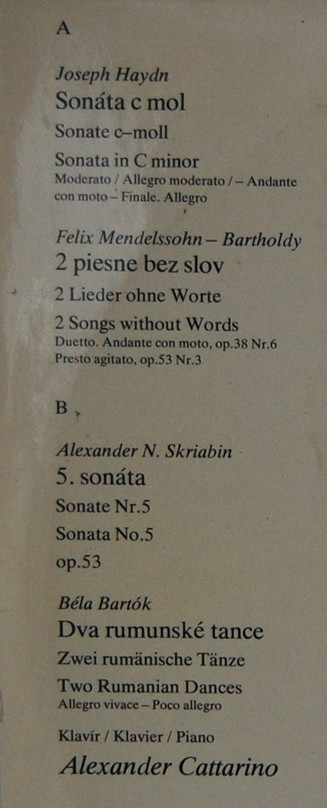 A
Joseph Haydn
Sonáta c mol
Sonate c–moll
Sonata in C minor
Moderato / Allegro moderato / – Andante
con moto – Finale. Allegro
Felix Mendelssohn – Bartholdy
2 piesne bez slov
2 Lieder ohne Worte
2 Songs without Words
Duetto. Andante con moto, op.38 Nr.6
Presto agitato, op.53 Nr.3
B
Alexander N. Skriabin
5. sonáta
Sonate Nr.5
Sonata No.5
op.53
Béla Bartók
Dva rumunské tance
Zwei rumänische Tänze
Two Rumanian Dances
Allegro vivace – Poco allegro
Klavír / Klavier / Piano
Alexander Cattarino